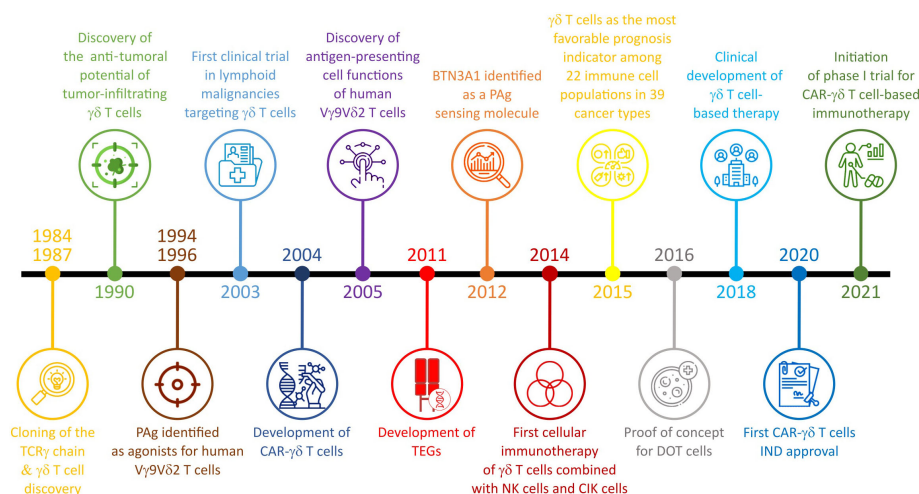 Discovery of
the anti-tumoral
potential of
tumor-infiltrating
γδ T cells
First clinical trial
in lymphoid
malignancies
targeting γδ T cells
Discovery of
antigen-presenting
cell functions
of human
Vγ9Vδ2 T cells
BTN3A1 identified
as a PAg
sensing molecule
γδ T cells as the most
favorable prognosis
indicator among
22 immune cell
populations in 39
cancer types
Clinical
development of
γδ T cell-
based therapy
Initiation
of phase I trial for
CAR-γδ T cell-based
immunotherapy
1984
1987
1990
1994
1996
2003
2004
2005
2011
2012
2014
2015
2016
2018
2020
2021
Cloning of the
TCRγ chain
& γδ T cell
discovery
PAg identified
as agonists for human
Vγ9Vδ2 T cells
Development of
CAR-γδ T cells
Development of
TEGs
First cellular
immunotherapy
of γδ T cells combined
with NK cells and CIK cells
Proof of concept
for DOT cells
First CAR-γδ T cells
IND approval